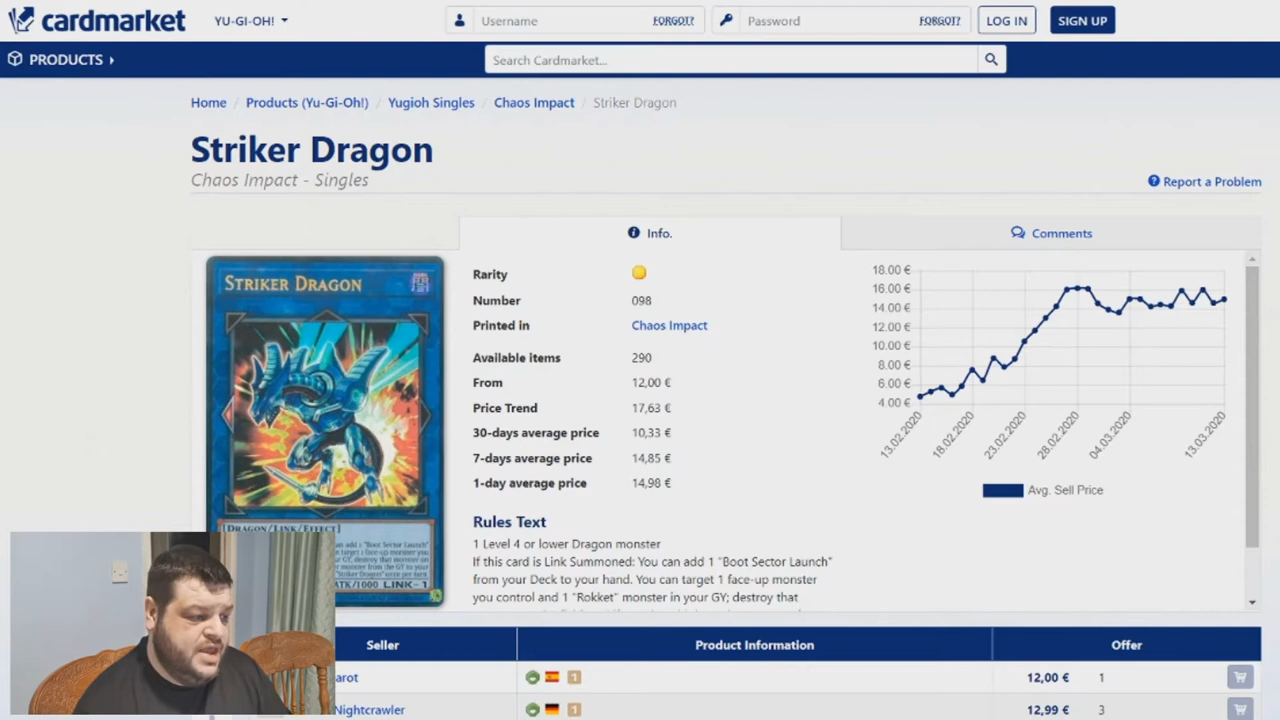 cardmarket
YU-GI-OH!
Username
FORGOT?
Password
FORGOT?
LOG IN
SIGN UP
PRODUCTS
Search Cardmarket...
Home / Products (Yu-Gi-Oh!) / Yugioh Singles / Chaos Impact / Striker Dragon
Striker Dragon
Chaos Impact - Singles
Report a Problem
Info.
Comments
STRIKER DRAGON
[DRAGON/LINK/EFFECT]
ATK/1000 LINK-1
Rarity
Number 098
Printed in Chaos Impact
Available items 290
From 12,00 €
Price Trend 17,63 €
30-days average price 10,33 €
7-days average price 14,85 €
1-day average price 14,98 €
Rules Text
1 Level 4 or lower Dragon monster
If this card is Link Summoned: You can add 1 "Boot Sector Launch"
from your Deck to your hand. You can target 1 face-up monster
you control and 1 "Rokket" monster in your GY; destroy that
18.00 €
16.00 €
14.00 €
12.00 €
10.00 €
8.00 €
6.00 €
4.00 €
13.02.2020
18.02.2020
23.02.2020
28.02.2020
04.03.2020
13.03.2020
Avg. Sell Price
Seller
Product Information
Offer
arot
1
12,00 €
1
Nightcrawler
1
12,99 €
3